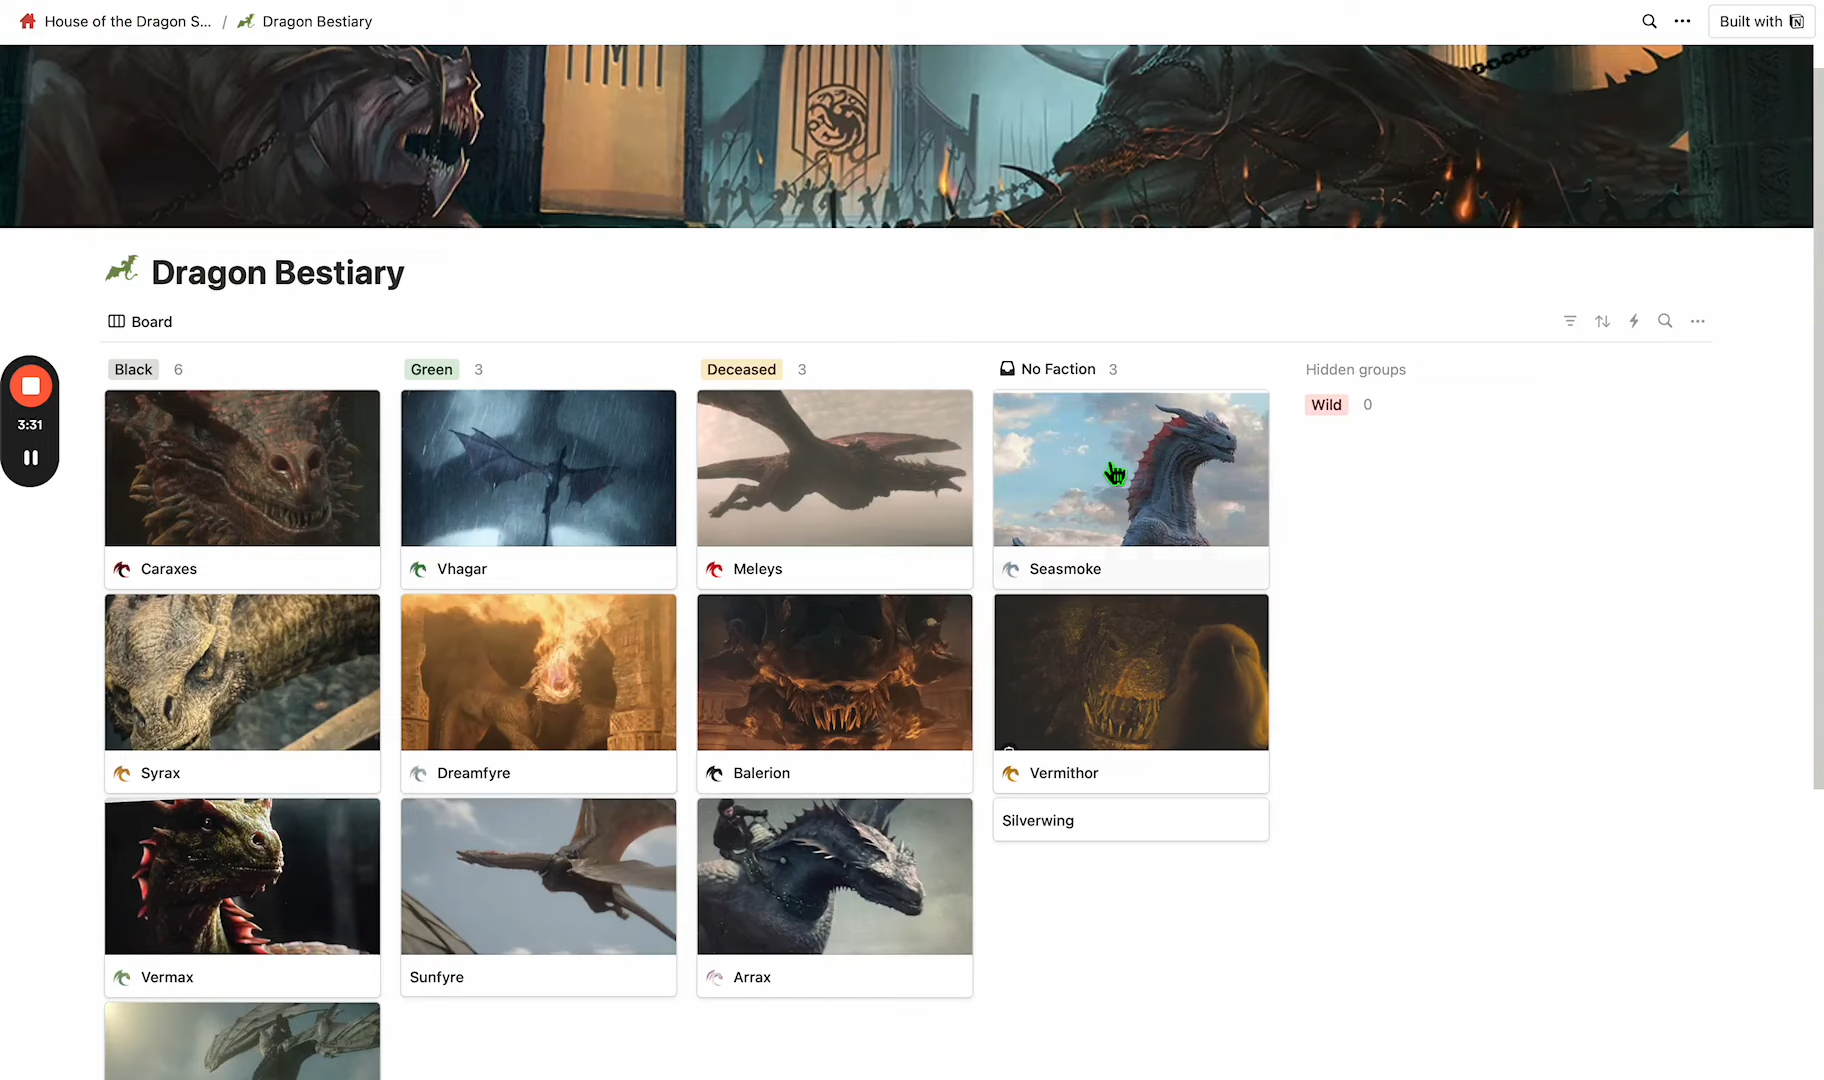 House of the Dragon S... / Dragon Bestiary
Built with
Dragon Bestiary
Board
Black 6
Green 3
Deceased 3
No Faction 3
Hidden groups
Wild 0
3:31
Caraxes
Vhagar
Meleys
Seasmoke
Syrax
Dreamfyre
Balerion
Vermithor
Silverwing
Vermax
Sunfyre
Arrax